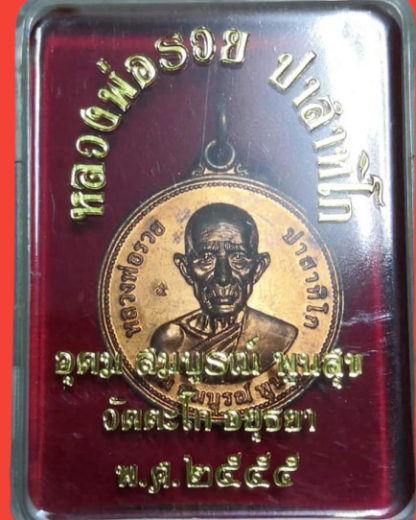 หลวงพ่อรวย ปาสาทิโก
หลวงพ่อรวย ปาสาทิโก
อุดม สมบูรณ์ พูนสุข
วัดตะโก อยุธยา
พ.ศ.๒๕๕๕